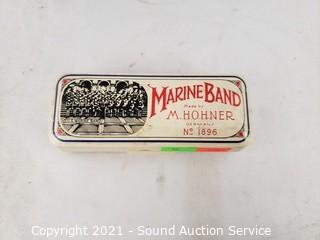 MARINE BAND
Made by
M. HOHNER
GERMANY
No 1896
Copyright 2021 - Sound Auction Service